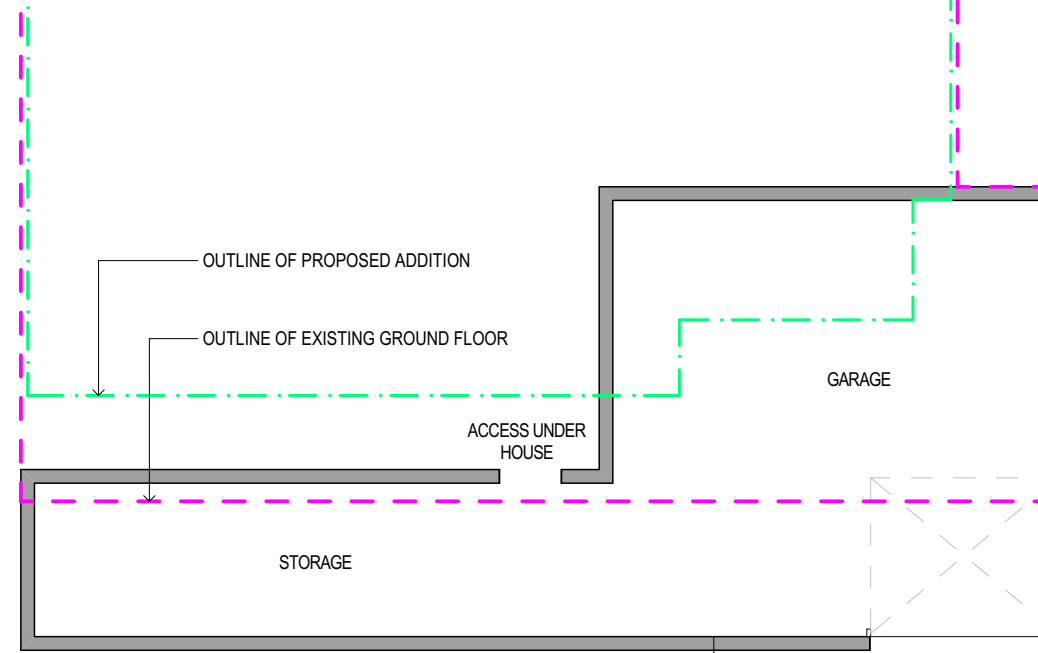 OUTLINE OF PROPOSED ADDITION
OUTLINE OF EXISTING GROUND FLOOR
GARAGE
ACCESS UNDER
HOUSE
STORAGE